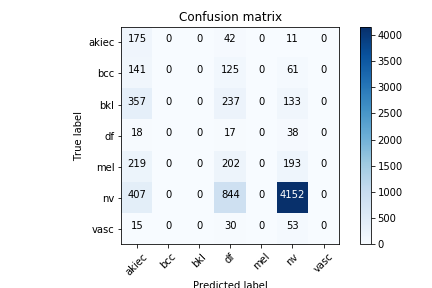 Confusion matrix
akiec 175 0 0 42 11 0
bcc 141 0 0 125 0 61 0
bkl 357 0 0 237 0 133 0
df 18 0 0 17 0 38 0
mel 219 0 0 202 0 193 0
nv 407 0 0 844 0 4152 0
vasc 15 0 0 30 0 53 0
True label
akiec bcc bkl df mel nv vasc
Predicted label
4000
3500
3000
2500
2000
1500
1000
500
0